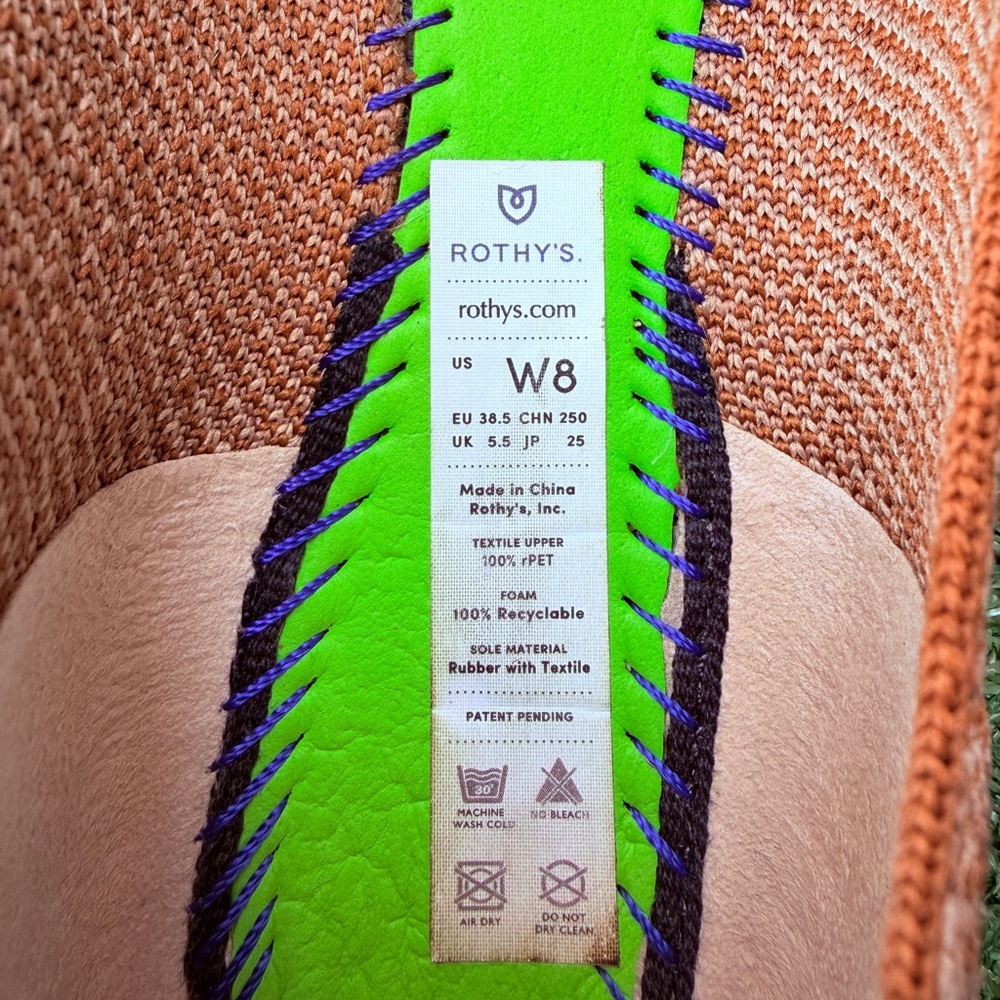 ROTHY'S.
rothys.com
US W8
EU 38.5 CHN 250
UK 5.5 JP 25
Made in China
Rothy's, Inc.
TEXTILE UPPER
100% rPET
FOAM
100% Recyclable
SOLE MATERIAL
Rubber with Textile
PATENT PENDING
30°
MACHINE WASH COLD
NO BLEACH
AIR DRY
DO NOT DRY CLEAN